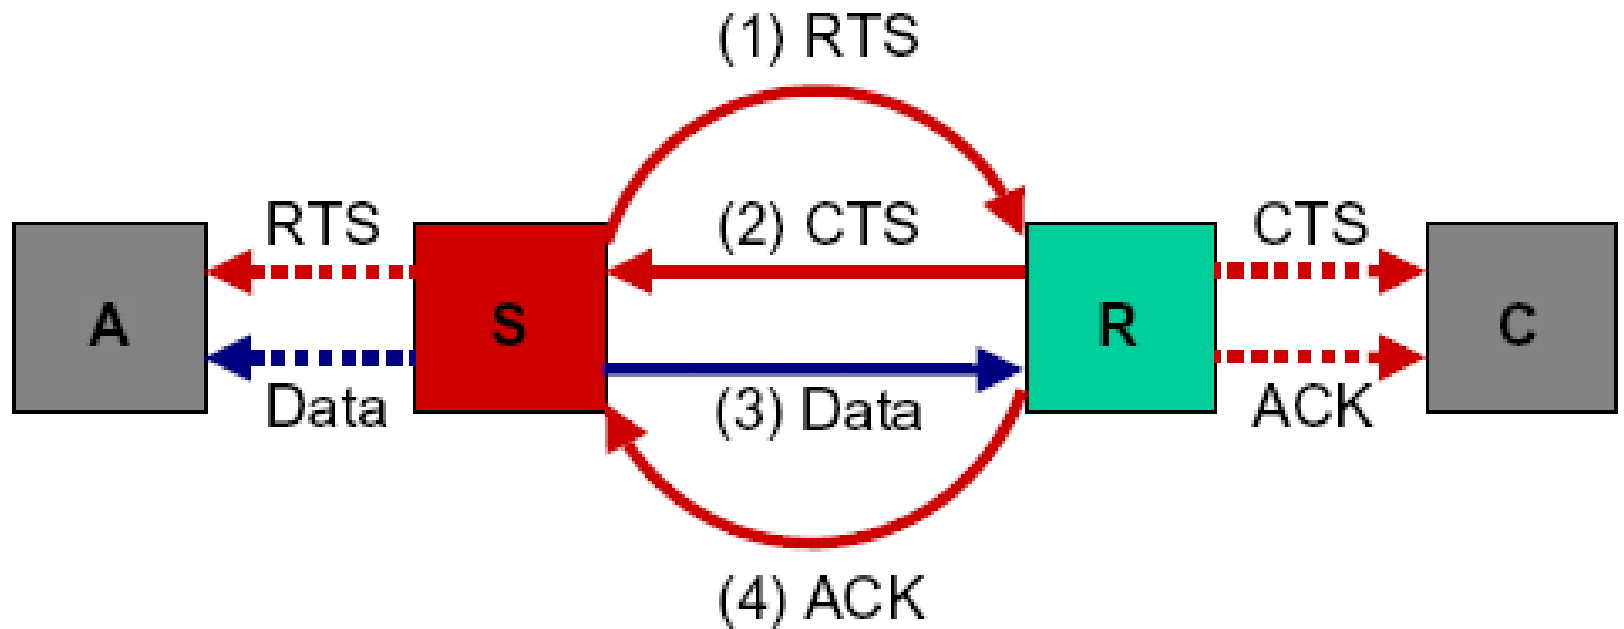 (1) RTS
RTS
(2) CTS
CTS
A
S
R
C
Data
(3) Data
ACK
(4) ACK